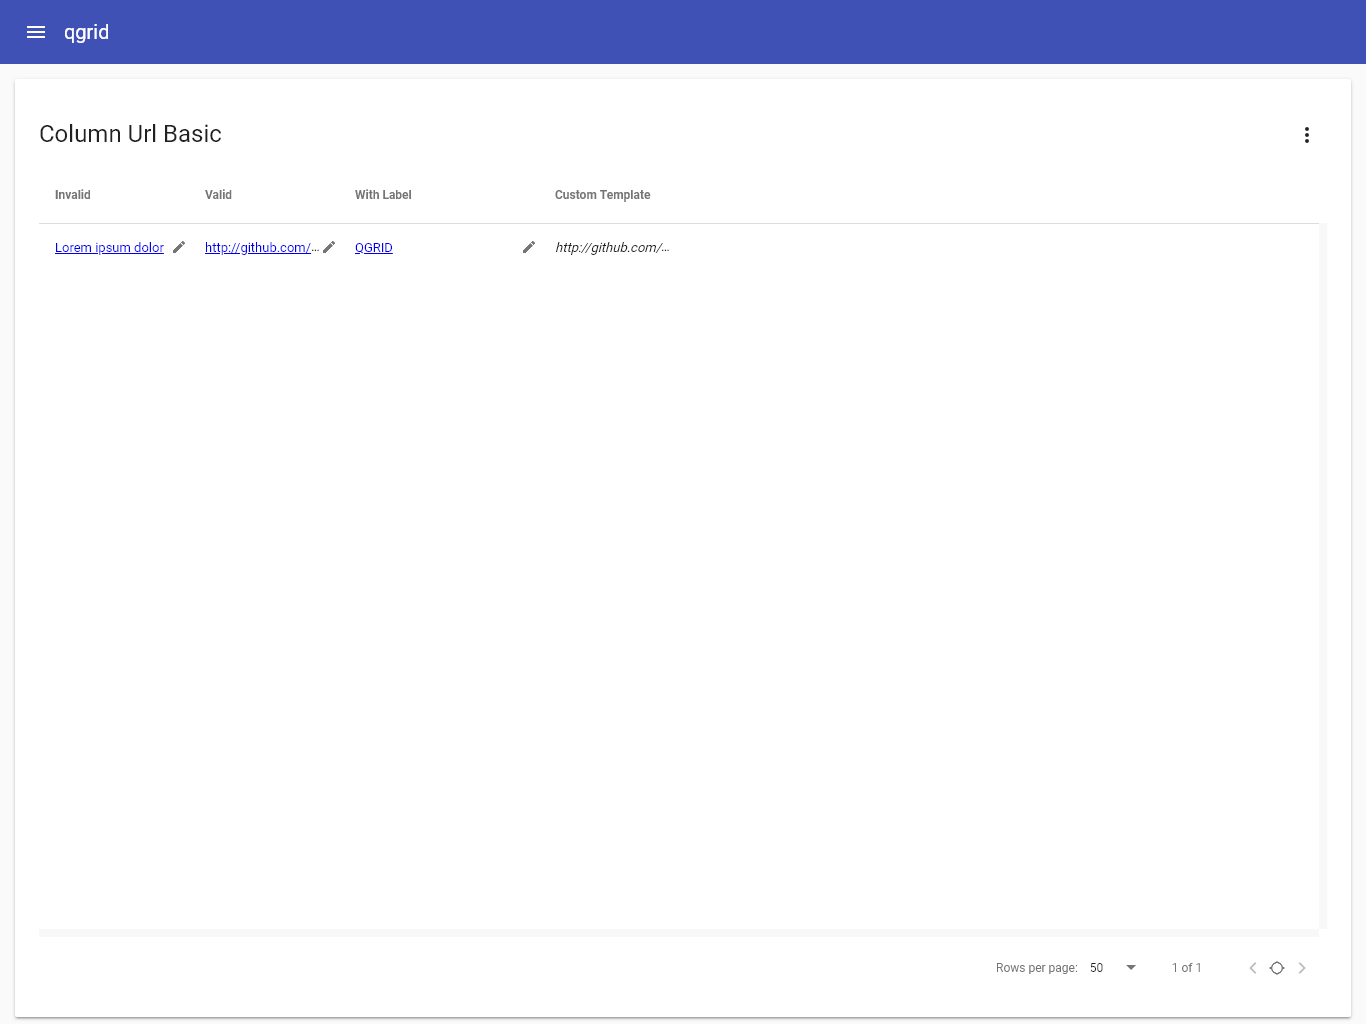 qgrid
Column Url Basic
Invalid Valid With Label Custom Template
Lorem ipsum dolor http://github.com/... QGRID http://github.com/...
Rows per page: 50 1 of 1